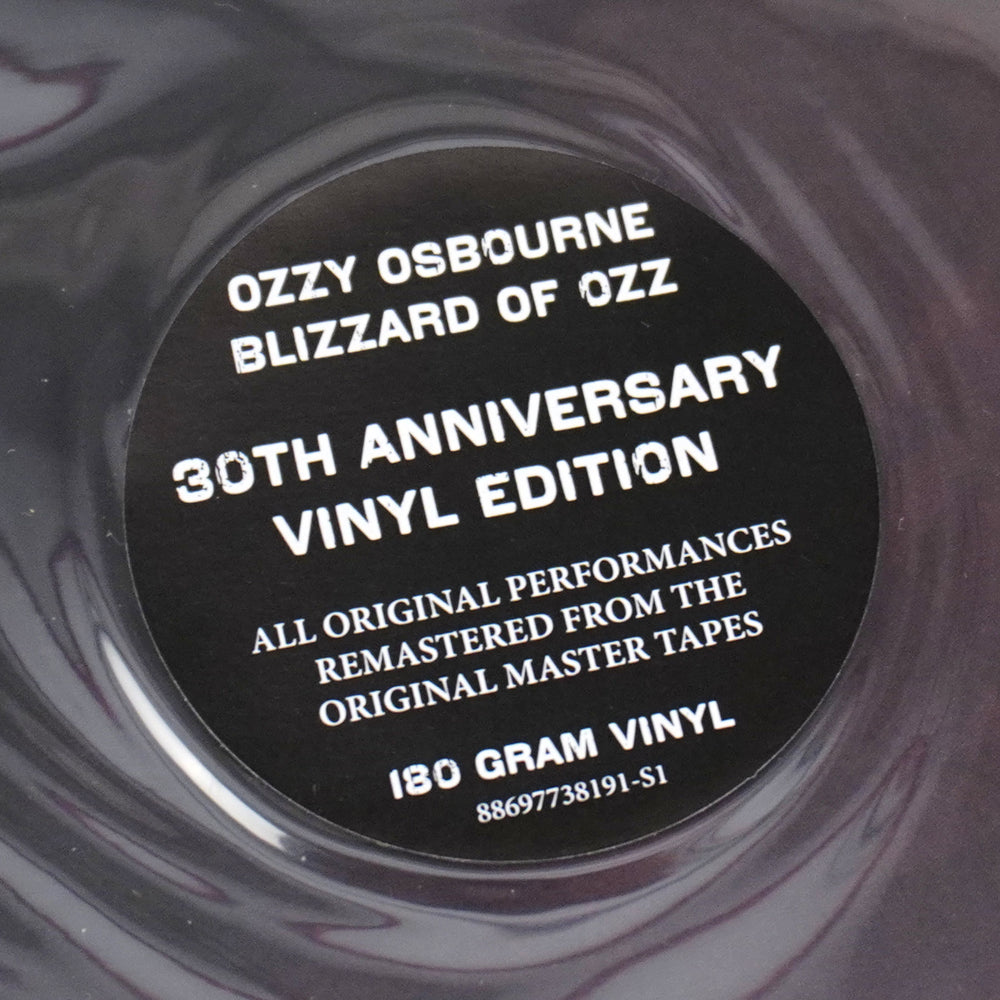 OZZY OSBOURNE
BLIZZARD OF OZZ
30TH ANNIVERSARY
VINYL EDITION
ALL ORIGINAL PERFORMANCES
REMASTERED FROM THE
ORIGINAL MASTER TAPES
180 GRAM VINYL
88697738191-S1